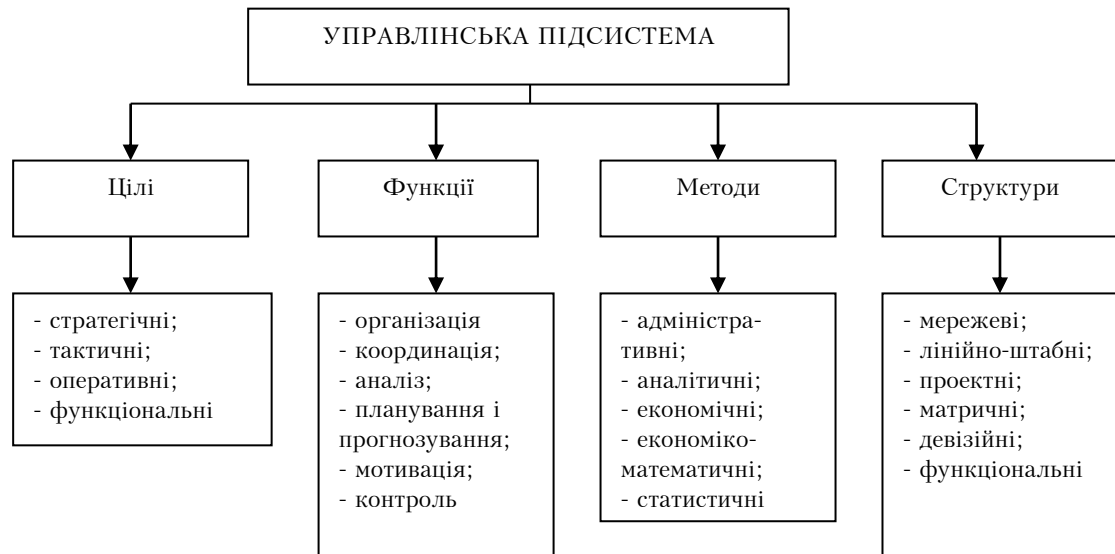 УПРАВЛІНСЬКА ПІДСИСТЕМА
Цілі
Функції
Методи
Структури
- стратегічні;
- тактичні;
- оперативні;
- функціональні
- організація
- координація;
- аналіз;
- планування і
прогнозування;
- мотивація;
- контроль
- адміністра-
тивні;
- аналітичні;
- економічні;
- економіко-
математичні;
- статистичні
- мережеві;
- лінійно-штабні;
- проектні;
- матричні;
- девізійні;
- функціональні